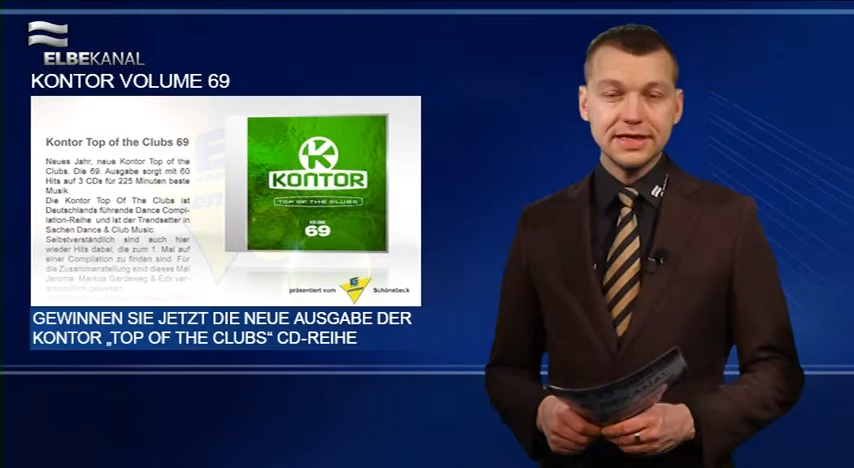 ELBEKANAL
KONTOR VOLUME 69
Kontor Top of the Clubs 69
Neues Jahr, neue Kontor Top of the
Clubs. Die 69. Ausgabe sorgt mit 60
Hits auf 3 CDs für 225 Minuten beste
Musik.
Die Kontor Top Of The Clubs ist
Deutschlands führende Dance Compi-
lation-Reihe und ist der Trendsetter in
Sachen Dance & Club Music.
Selbstverständlich sind auch hier
wieder Hits dabei, die zum 1. Mal auf
einer Compilation zu finden sind. Für
die Zusammenstellung sind dieses Mal
Jerome, Markus Gardeweg &
K
KONTOR
TOP OF THE CLUBS
VOLUME
69
präsentiert vom E Schönebeck
GEWINNEN SIE JETZT DIE NEUE AUSGABE DER
KONTOR „TOP OF THE CLUBS“ CD-REIHE